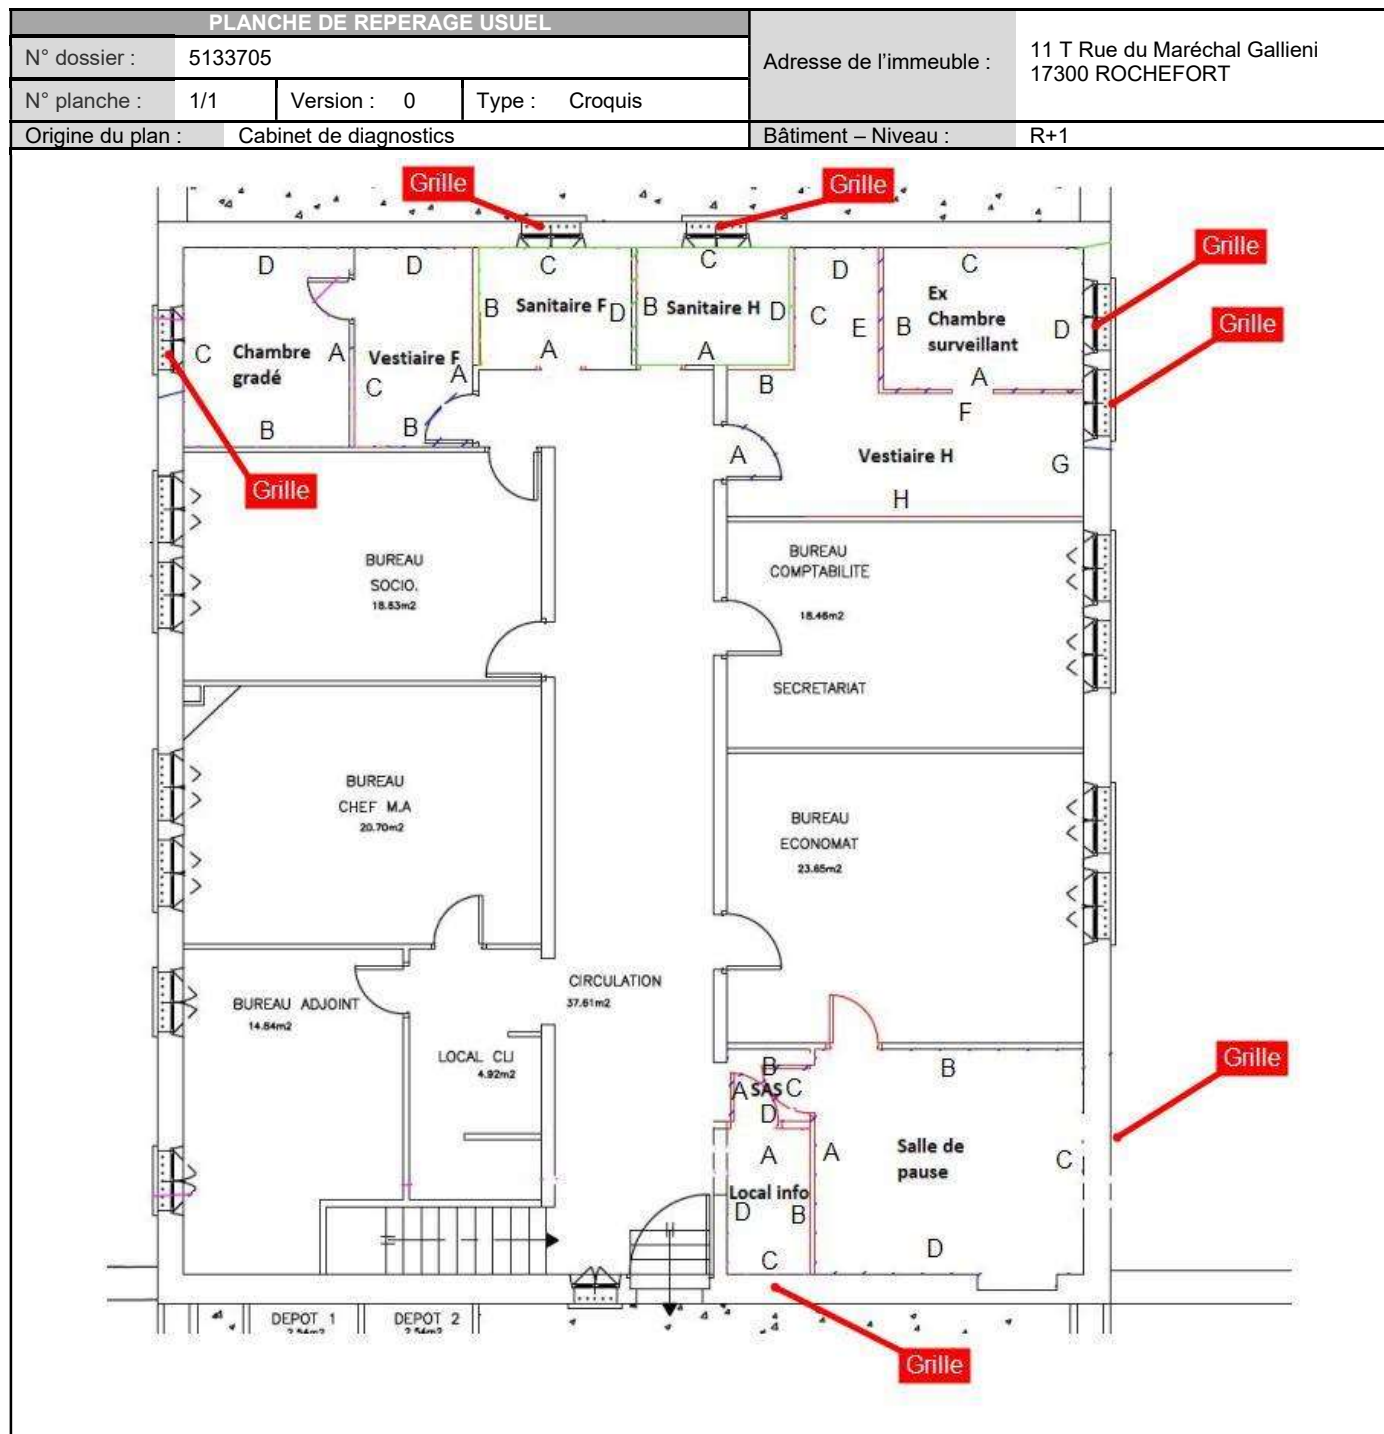 PLANCHE DE REPERAGE USUEL
N° dossier : 5133705
Adresse de l'immeuble : 11 T Rue du Maréchal Gallieni
17300 ROCHEFORT
N° planche : 1/1 Version : 0 Type : Croquis
Origine du plan : Cabinet de diagnostics
Bâtiment – Niveau : R+1
Grille
Grille
Grille
Grille
D
D
C
C
D
C
B
Sanitaire F
D
B
Sanitaire H
D
C
E
B
Ex
Chambre
surveillant
D
C
Chambre
gradé
A
Vestiaire F
C
A
A
A
B
A
F
B
B
A
Vestiaire H
G
Grille
H
BUREAU
SOCIO.
18.83m2
BUREAU
COMPTABILITE
18.46m2
SECRETARIAT
BUREAU
CHEF M.A
20.70m2
BUREAU
ECONOMAT
23.65m2
CIRCULATION
37.61m2
BUREAU ADJOINT
14.84m2
LOCAL CLI
4.92m2
B
A
SAS
C
D
B
Grille
A
A
Salle de
pause
C
Local info
D
B
C
D
DEPOT 1
2.54m2
DEPOT 2
2.54m2
Grille